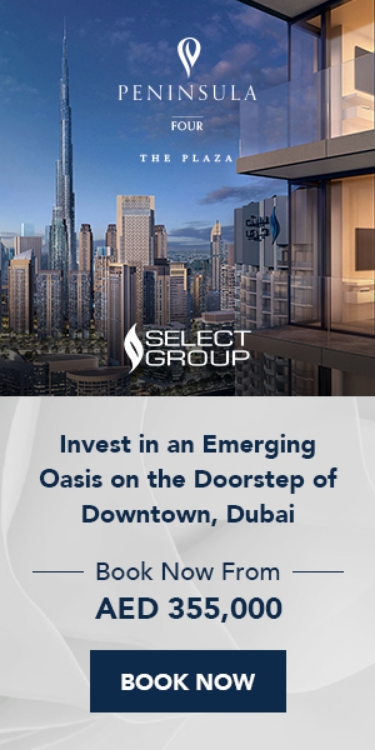 PENINSULA
FOUR
THE PLAZA
SELECT
GROUP
Invest in an Emerging
Oasis on the Doorstep of
Downtown, Dubai
Book Now From
AED 355,000
BOOK NOW